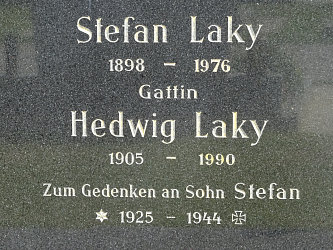 Stefan Laky
1898 – 1976
Gattin
Hedwig Laky
1905 – 1990
Zum Gedenken an Sohn Stefan
✶ 1925 – 1944 ✠